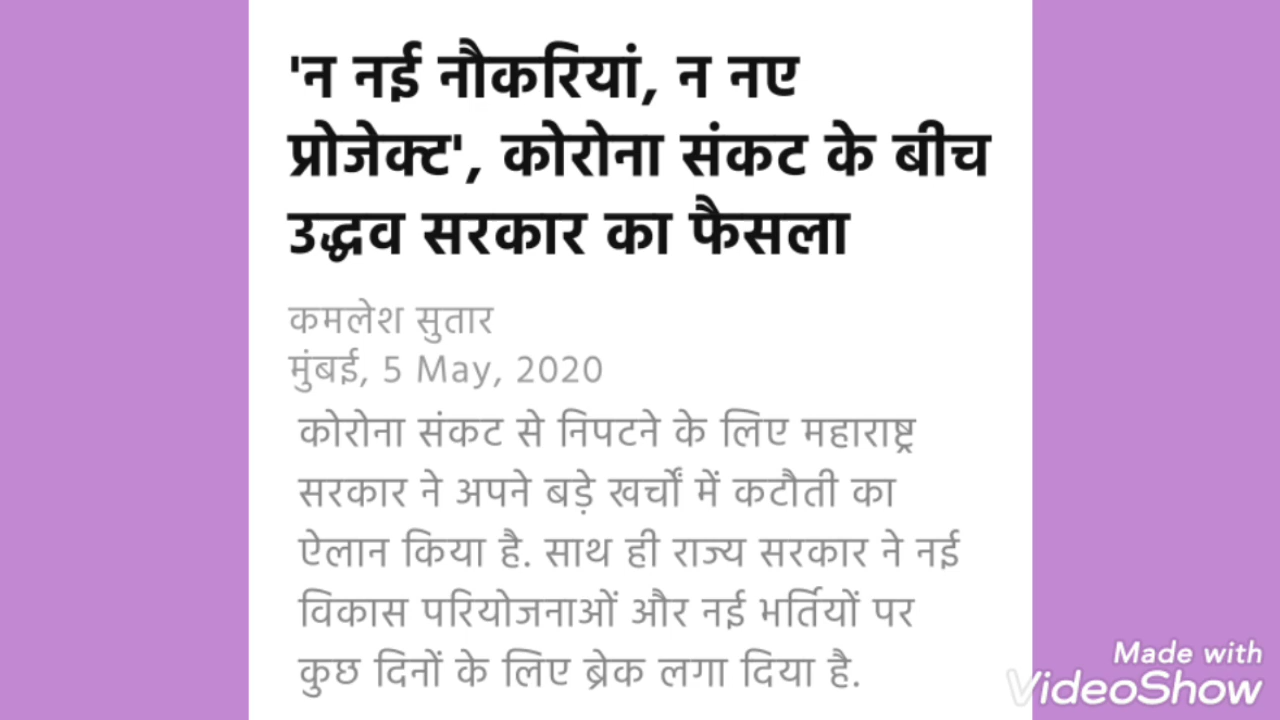 'न नई नौकरियां, न नए
प्रोजेक्ट', कोरोना संकट के बीच
उद्धव सरकार का फैसला
कमलेश सुतार
मुंबई, 5 May, 2020
कोरोना संकट से निपटने के लिए महाराष्ट्र
सरकार ने अपने बड़े खर्चों में कटौती का
ऐलान किया है. साथ ही राज्य सरकार ने नई
विकास परियोजनाओं और नई भर्तियों पर
कुछ दिनों के लिए ब्रेक लगा दिया है.
Made with
VideoShow